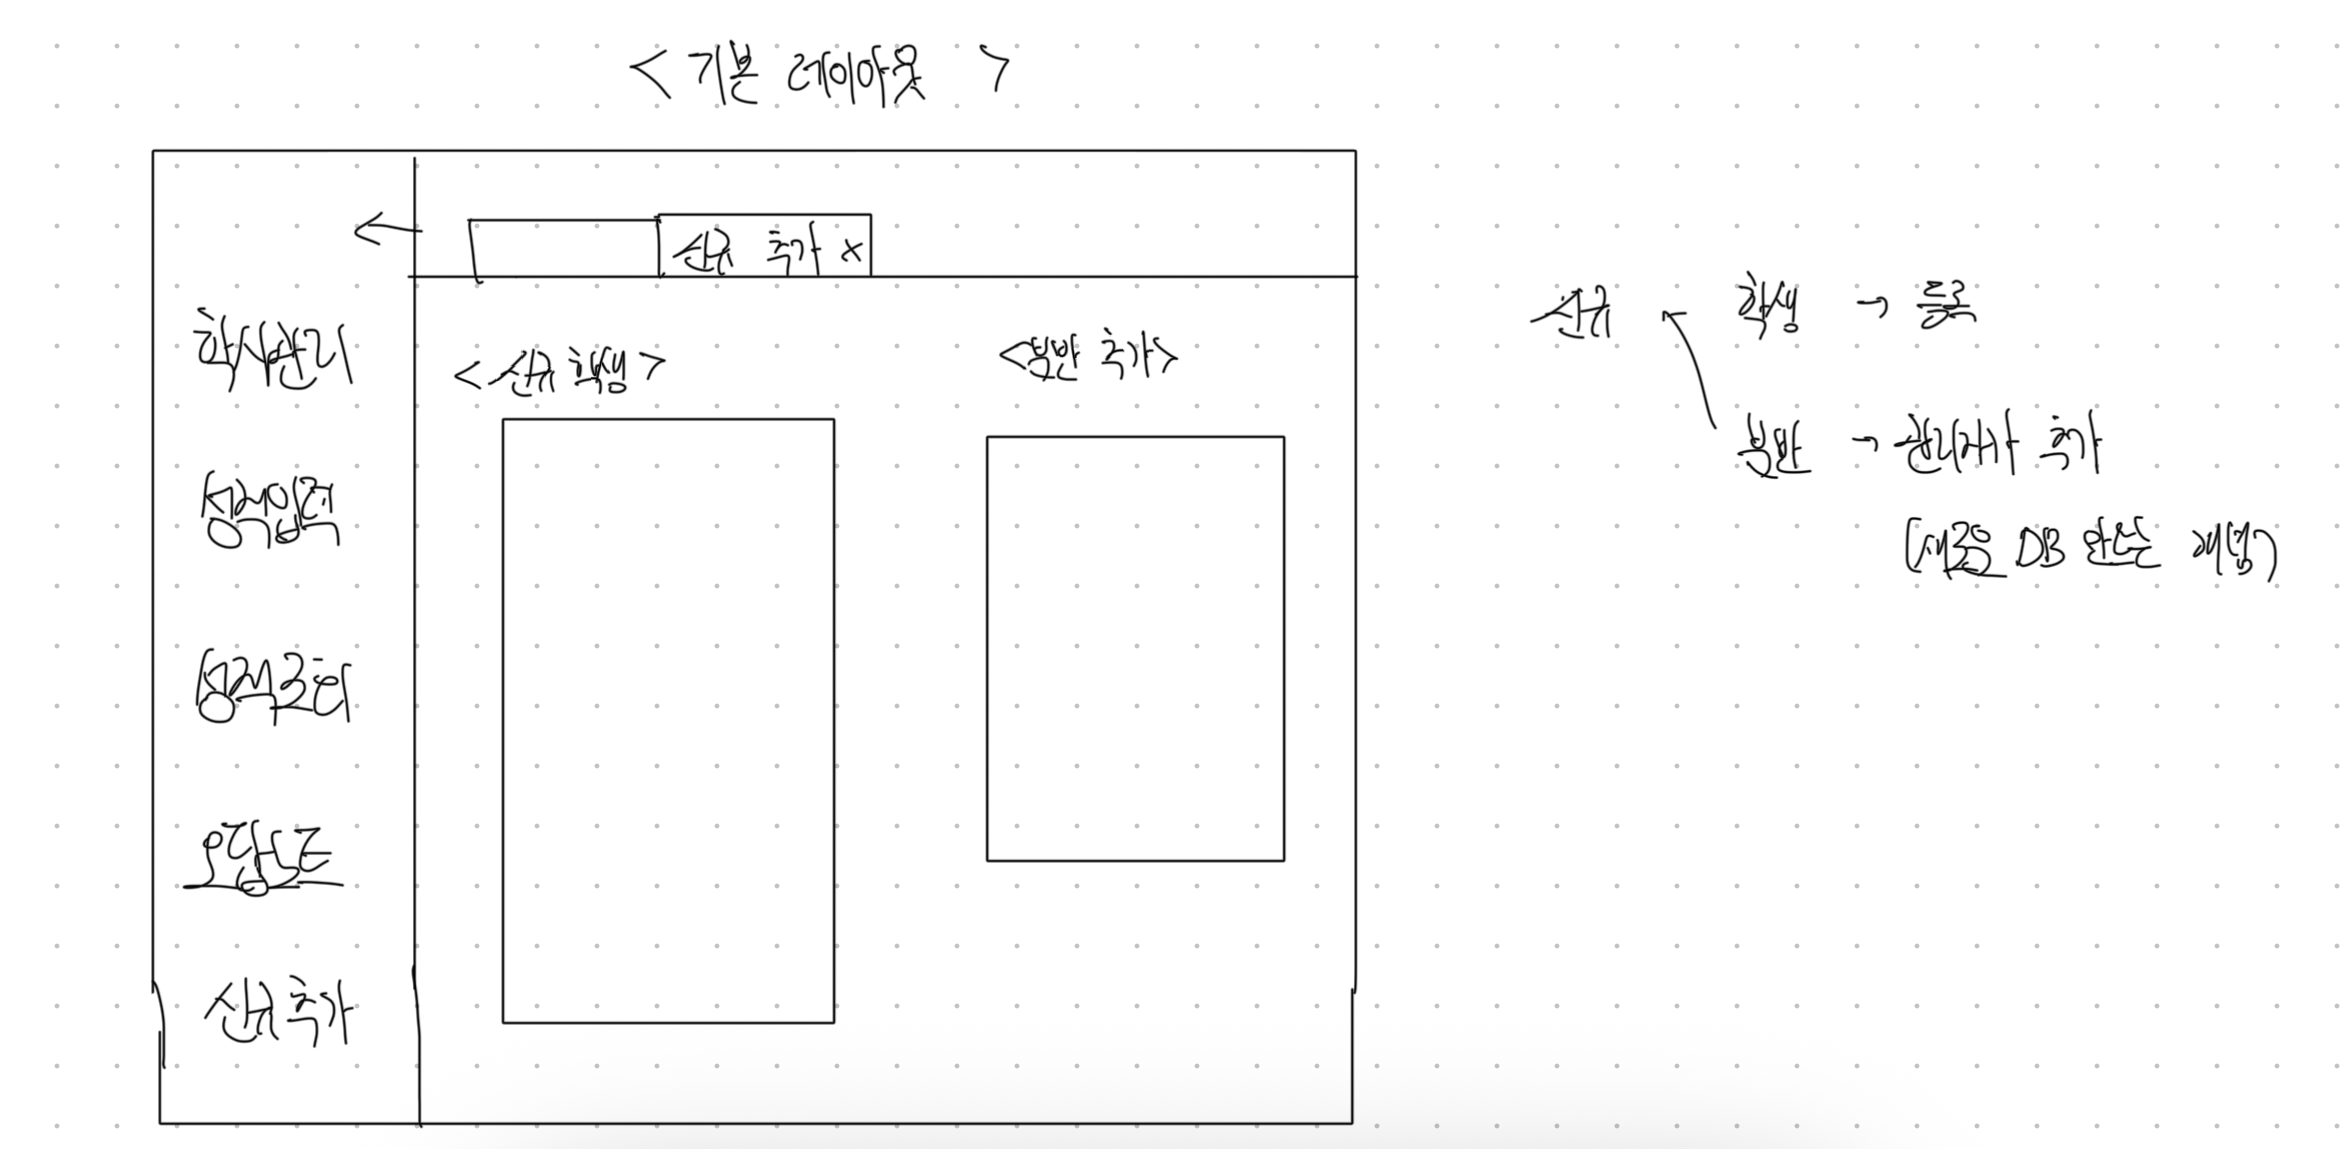 < 기본 레이아웃 >
신규 추가 x
학사관리
성적입력
성적조회
오답노트
신규추가
<신규 학생>
<분반 추가>
신규
학생 → 등록
분반 → 관리자가 추가
(새로운 DB 만드는 개념)